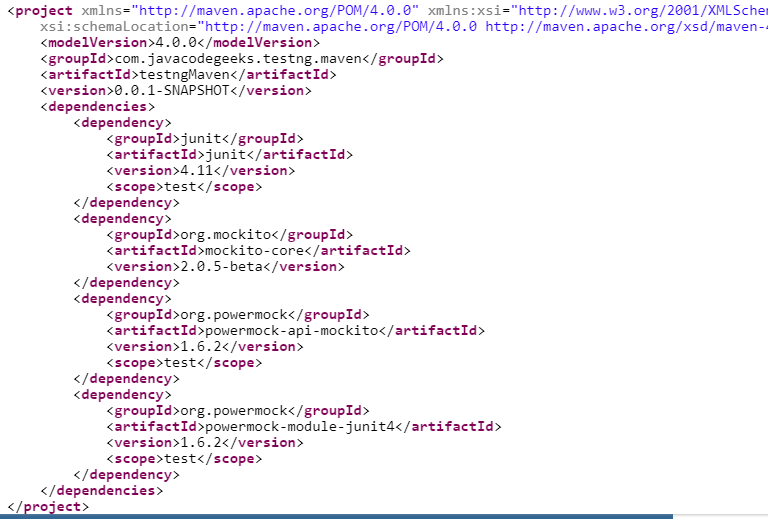 <project xmlns="http://maven.apache.org/POM/4.0.0" xmlns:xsi="http://www.w3.org/2001/XMLSchem
xsi:schemaLocation="http://maven.apache.org/POM/4.0.0 http://maven.apache.org/xsd/maven-4
<modelVersion>4.0.0</modelVersion>
<groupId>com.javacodegeeks.testng.maven</groupId>
<artifactId>testngMaven</artifactId>
<version>0.0.1-SNAPSHOT</version>
<dependencies>
<dependency>
<groupId>junit</groupId>
<artifactId>junit</artifactId>
<version>4.11</version>
<scope>test</scope>
</dependency>
<dependency>
<groupId>org.mockito</groupId>
<artifactId>mockito-core</artifactId>
<version>2.0.5-beta</version>
</dependency>
<dependency>
<groupId>org.powermock</groupId>
<artifactId>powermock-api-mockito</artifactId>
<version>1.6.2</version>
<scope>test</scope>
</dependency>
<dependency>
<groupId>org.powermock</groupId>
<artifactId>powermock-module-junit4</artifactId>
<version>1.6.2</version>
<scope>test</scope>
</dependency>
</dependencies>
</project>